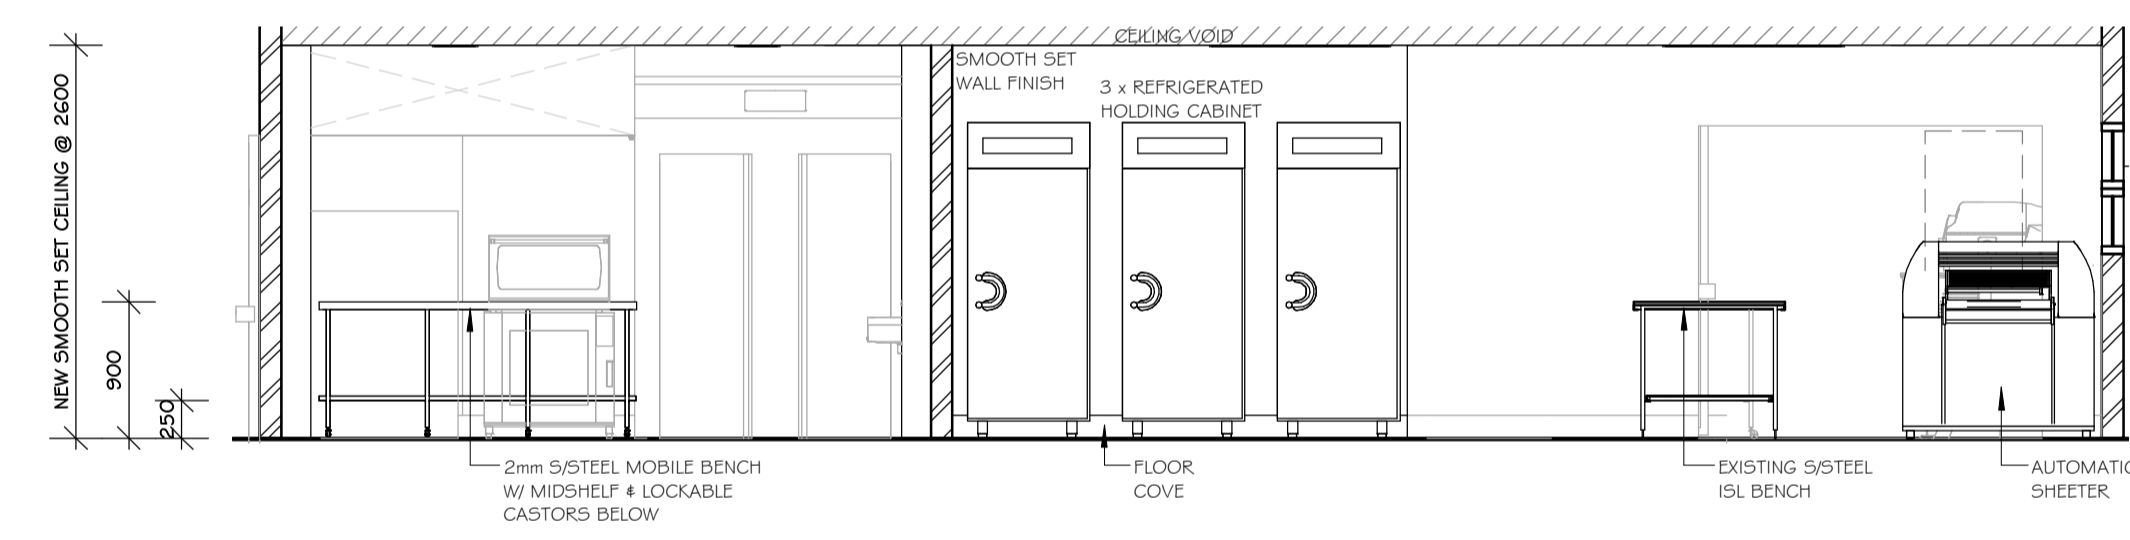 CEILING VOID
SMOOTH SET
WALL FINISH
3 x REFRIGERATED
HOLDING CABINET
NEW SMOOTH SET CEILING @ 2600
900
250
2mm S/STEEL MOBILE BENCH
W/ MIDSHELF & LOCKABLE
CASTORS BELOW
FLOOR
COVE
EXISTING S/STEEL
ISL BENCH
AUTOMATIC
SHEETER